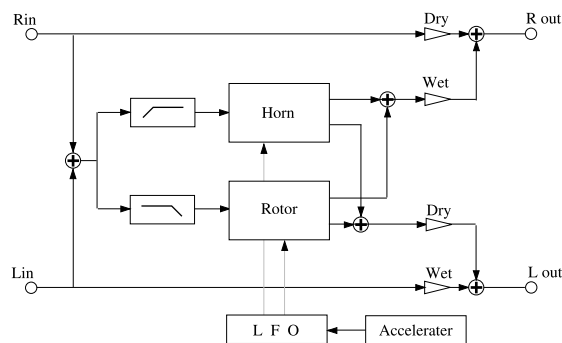 Rin
Dry
R out
Wet
Horn
Rotor
Dry
Lin
Wet
L out
L F O
Accelerater